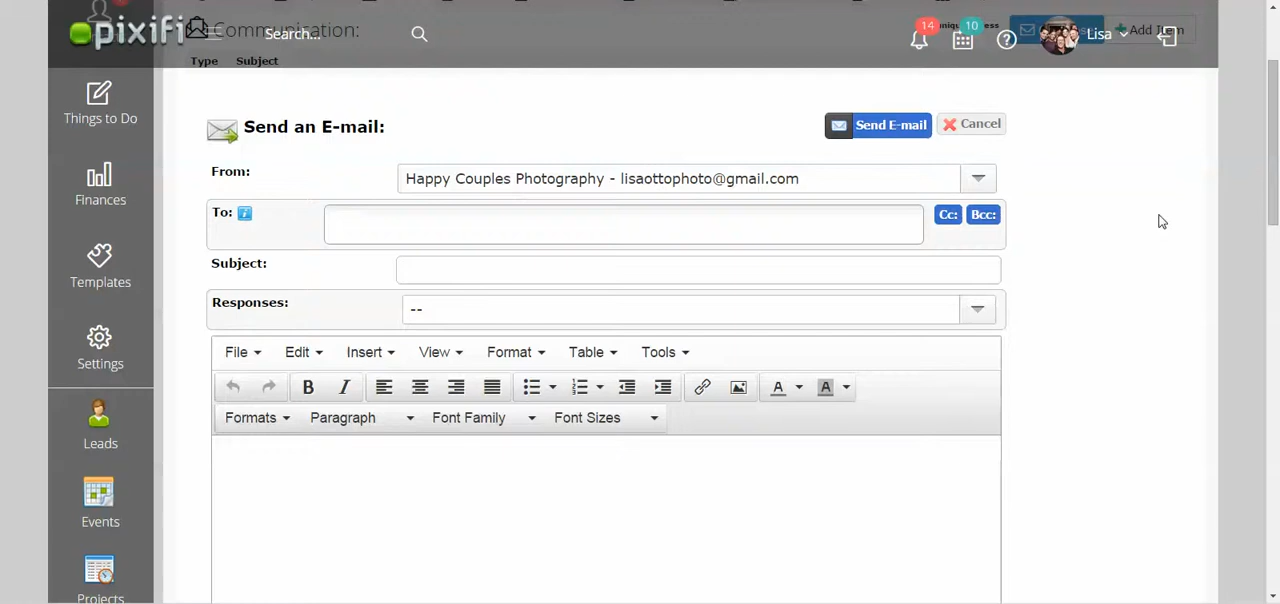 pixifi
Communication:
Search...
14
10
Lisa
Add Item
Type Subject
Things to Do
Finances
Templates
Settings
Leads
Events
Projects
Send an E-mail:
Send E-mail
Cancel
From:
Happy Couples Photography - lisaottophoto@gmail.com
To:
Cc:
Bcc:
Subject:
Responses:
--
File Edit Insert View Format Table Tools
B I A A
Formats Paragraph Font Family Font Sizes